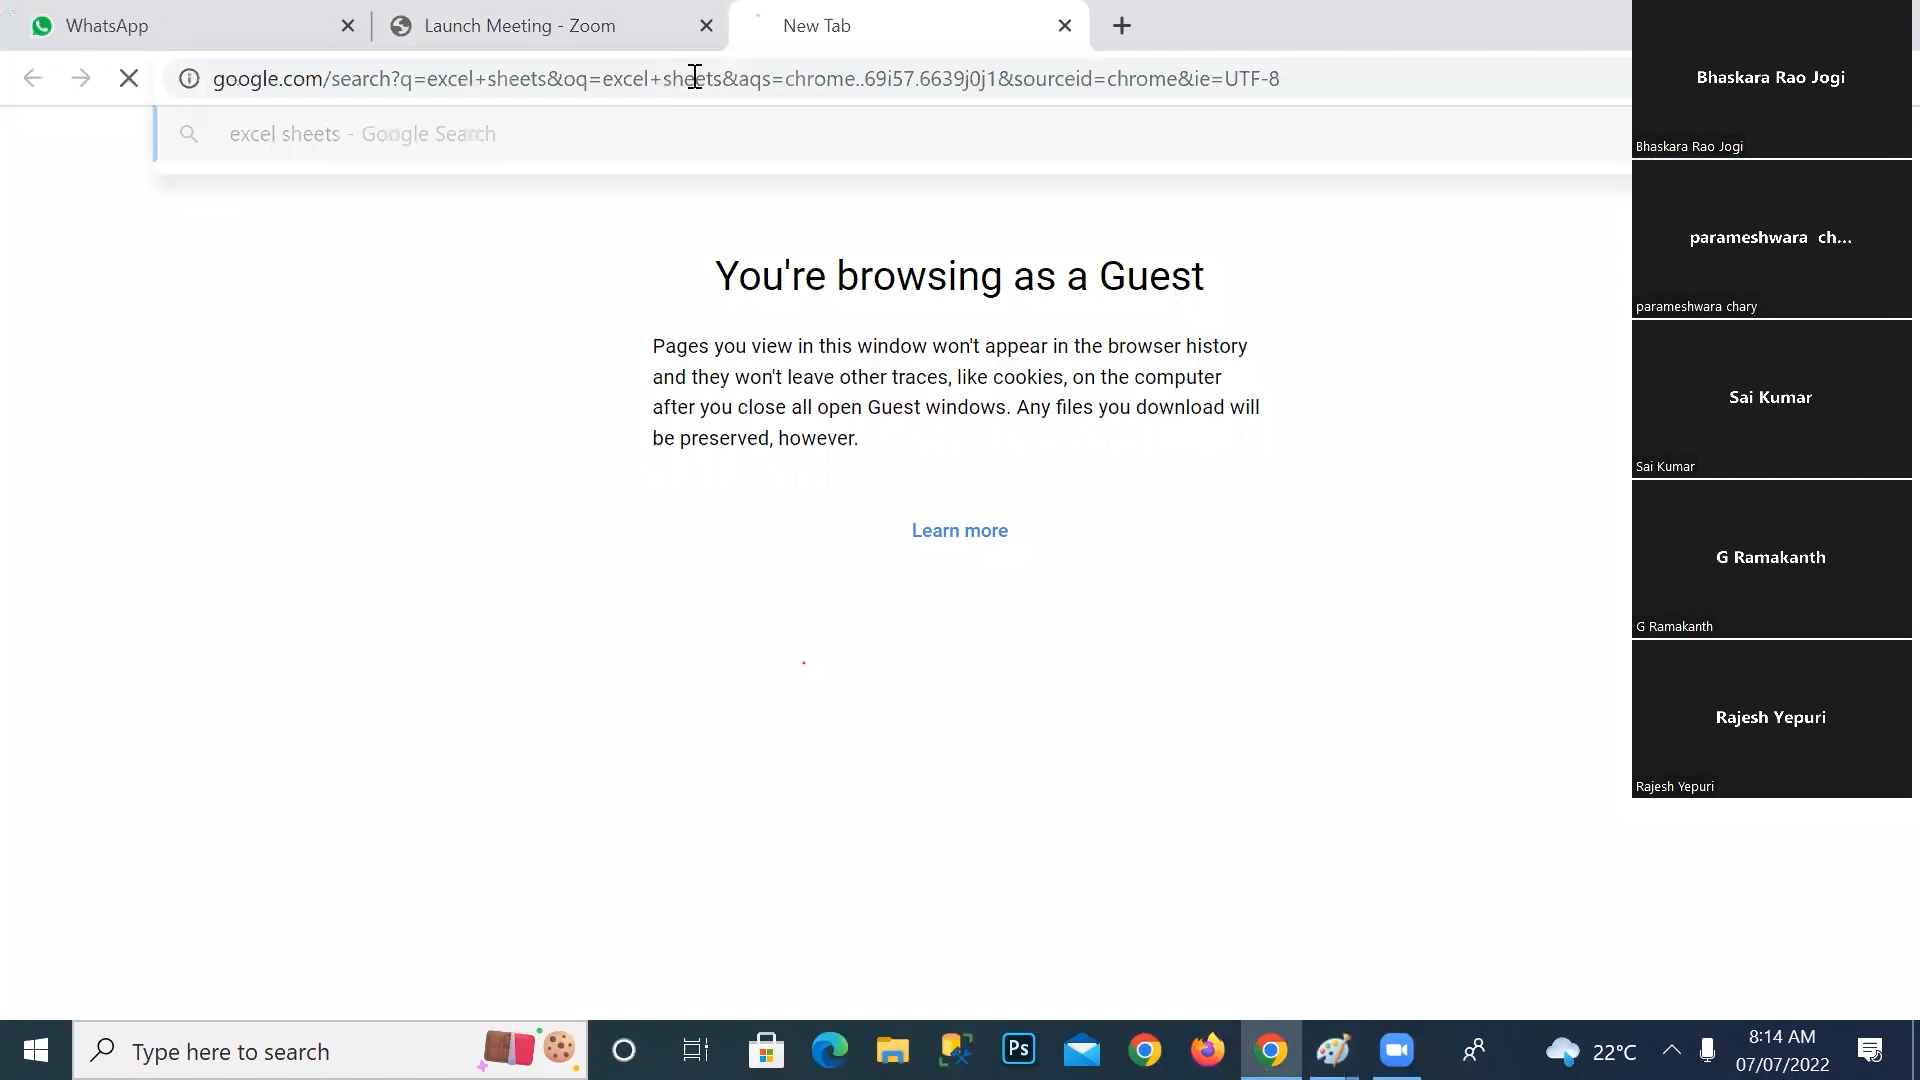 WhatsApp
Launch Meeting - Zoom
New Tab
google.com/search?q=excel+sheets&oq=excel+sheets&aqs=chrome..69i57.6639j0j1&sourceid=chrome&ie=UTF-8
excel sheets - Google Search
You're browsing as a Guest
Pages you view in this window won't appear in the browser history
and they won't leave other traces, like cookies, on the computer
after you close all open Guest windows. Any files you download will
be preserved, however.
Learn more
Bhaskara Rao Jogi
Bhaskara Rao Jogi
parameshwara ch...
parameshwara chary
Sai Kumar
Sai Kumar
G Ramakanth
G Ramakanth
Rajesh Yepuri
Rajesh Yepuri
Type here to search
Ps
22°C
8:14 AM
07/07/2022